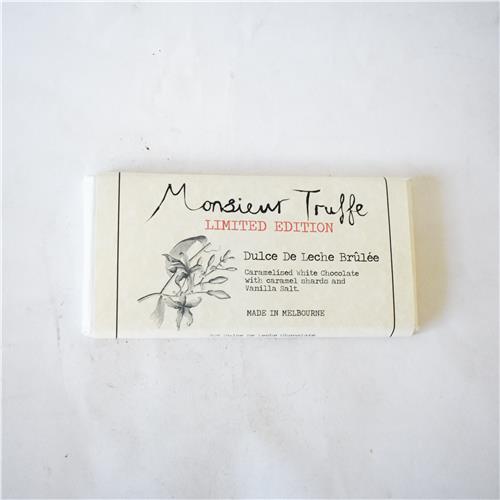 Monsieur Truffe
LIMITED EDITION
Dulce De Leche Brûlée
Caramelised White Chocolate
with caramel shards and
Vanilla Salt.
MADE IN MELBOURNE